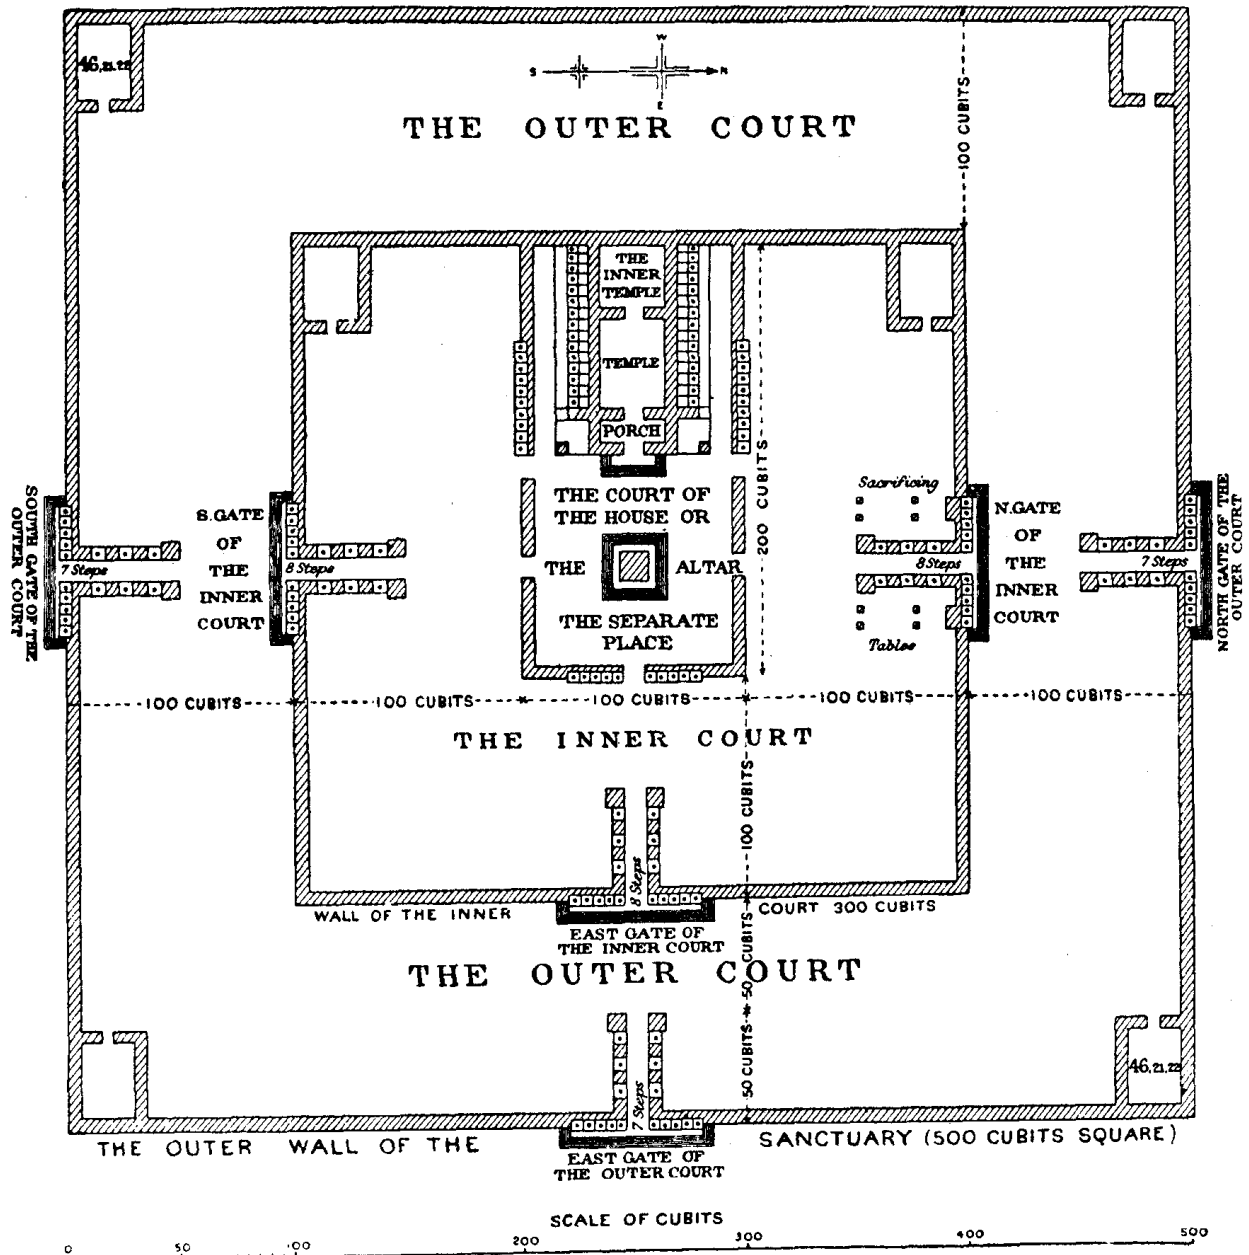 46,21.22
W
S
N
E
THE OUTER COURT
100 CUBITS
THE
INNER
TEMPLE
TEMPLE
PORCH
200 CUBITS
THE COURT OF
THE HOUSE OR
THE ALTAR
THE SEPARATE
PLACE
Sacrificing
Tables
SOUTH GATE OF THE
OUTER COURT
7 Steps
S. GATE
OF
THE
INNER
COURT
8 Steps
8 Steps
N. GATE
OF
THE
INNER
COURT
7 Steps
NORTH GATE OF THE
OUTER COURT
100 CUBITS 100 CUBITS 100 CUBITS 100 CUBITS 100 CUBITS
THE INNER COURT
100 CUBITS
8 Steps
WALL OF THE INNER COURT 300 CUBITS
EAST GATE OF
THE INNER COURT
THE OUTER COURT
50 CUBITS
50 CUBITS
7 Steps
46,21,22
THE OUTER WALL OF THE SANCTUARY (500 CUBITS SQUARE)
EAST GATE OF
THE OUTER COURT
SCALE OF CUBITS
0 50 100 200 300 400 500